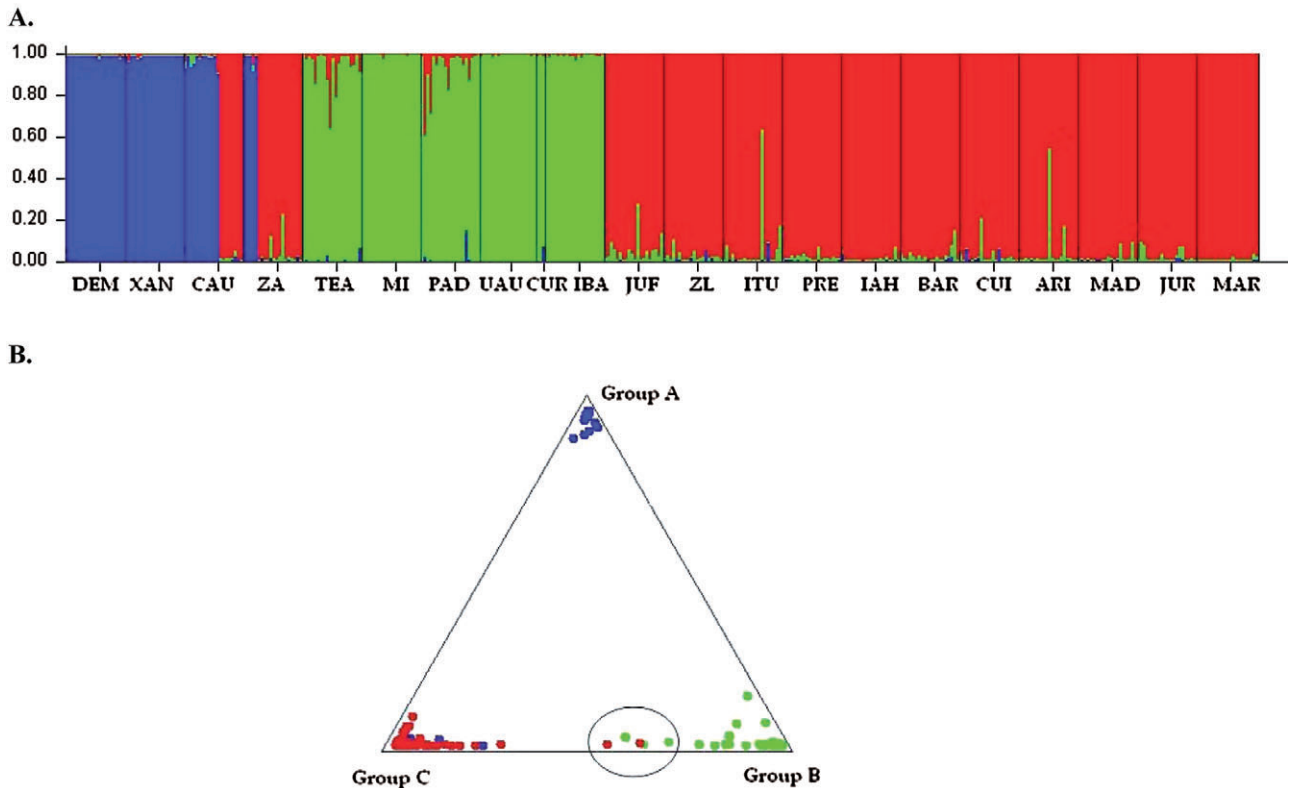 A.
1.00
0.80
0.60
0.40
0.20
0.00
DEM XAN CAU ZA TEA MI PAD UAU CUR IBA JUF ZL ITU PRE IAH BAR CUI ARI MAD JUR MAR
B.
Group A
Group C Group B